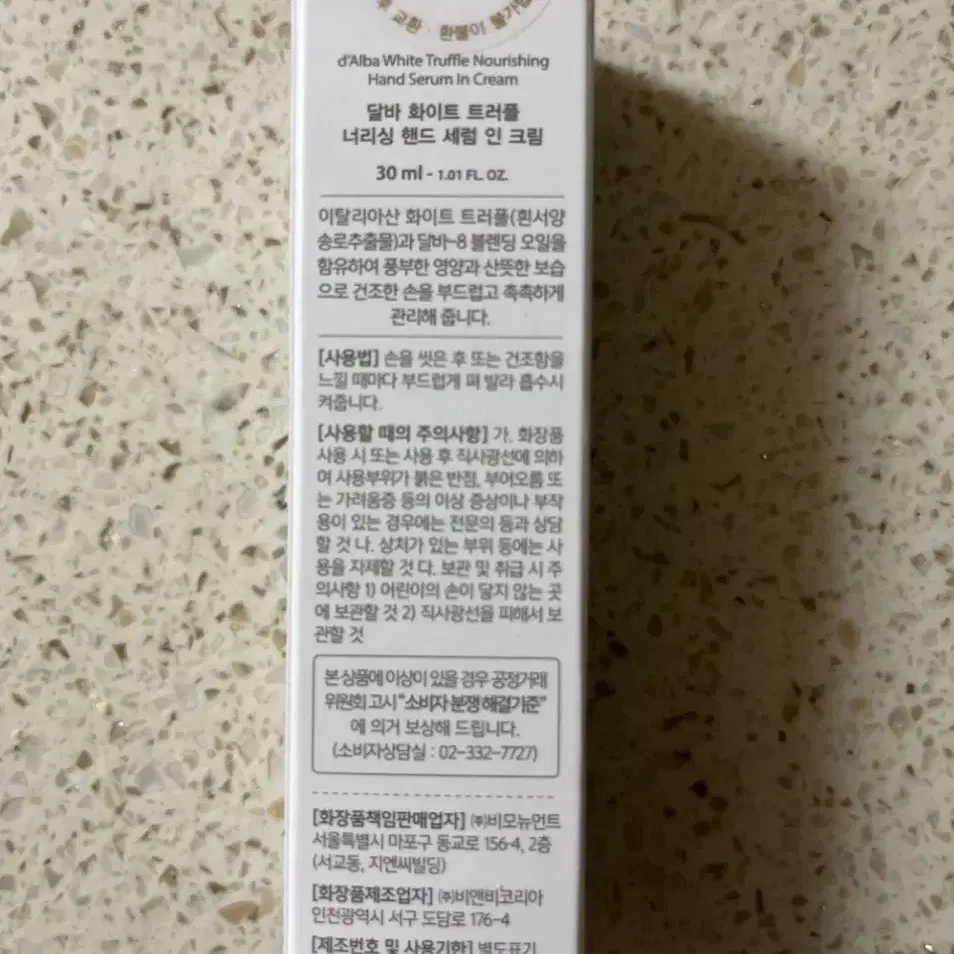 후 교환 · 환불이 불가
d'Alba White Truffle Nourishing
Hand Serum In Cream
달바 화이트 트러플
너리싱 핸드 세럼 인 크림
30 ml - 1.01 FL. OZ.
이탈리아산 화이트 트러플(흰서양
송로추출물)과 달바-8 블렌딩 오일을
함유하여 풍부한 영양과 산뜻한 보습
으로 건조한 손을 부드럽고 촉촉하게
관리해 줍니다.
[사용법] 손을 씻은 후 또는 건조함을
느낄 때마다 부드럽게 펴 발라 흡수시
켜줍니다.
[사용할 때의 주의사항] 가. 화장품
사용 시 또는 사용 후 직사광선에 의하
여 사용부위가 붉은 반점, 부어오름 또
는 가려움증 등의 이상 증상이나 부작
용이 있는 경우에는 전문의 등과 상담
할 것 나. 상처가 있는 부위 등에는 사
용을 자제할 것 다. 보관 및 취급 시 주
의사항 1) 어린이의 손이 닿지 않는 곳
에 보관할 것 2) 직사광선을 피해서 보
관할 것
본 상품에 이상이 있을 경우 공정거래
위원회 고시 "소비자 분쟁 해결기준"
에 의거 보상해 드립니다.
(소비자상담실 : 02-332-7727)
[화장품책임판매업자] ㈜비모뉴먼트
서울특별시 마포구 동교로 156-4, 2층
(서교동, 지엔씨빌딩)
[화장품제조업자] ㈜비앤비코리아
인천광역시 서구 도담로 176-4
[제조번호 및 사용기한] 별도표기